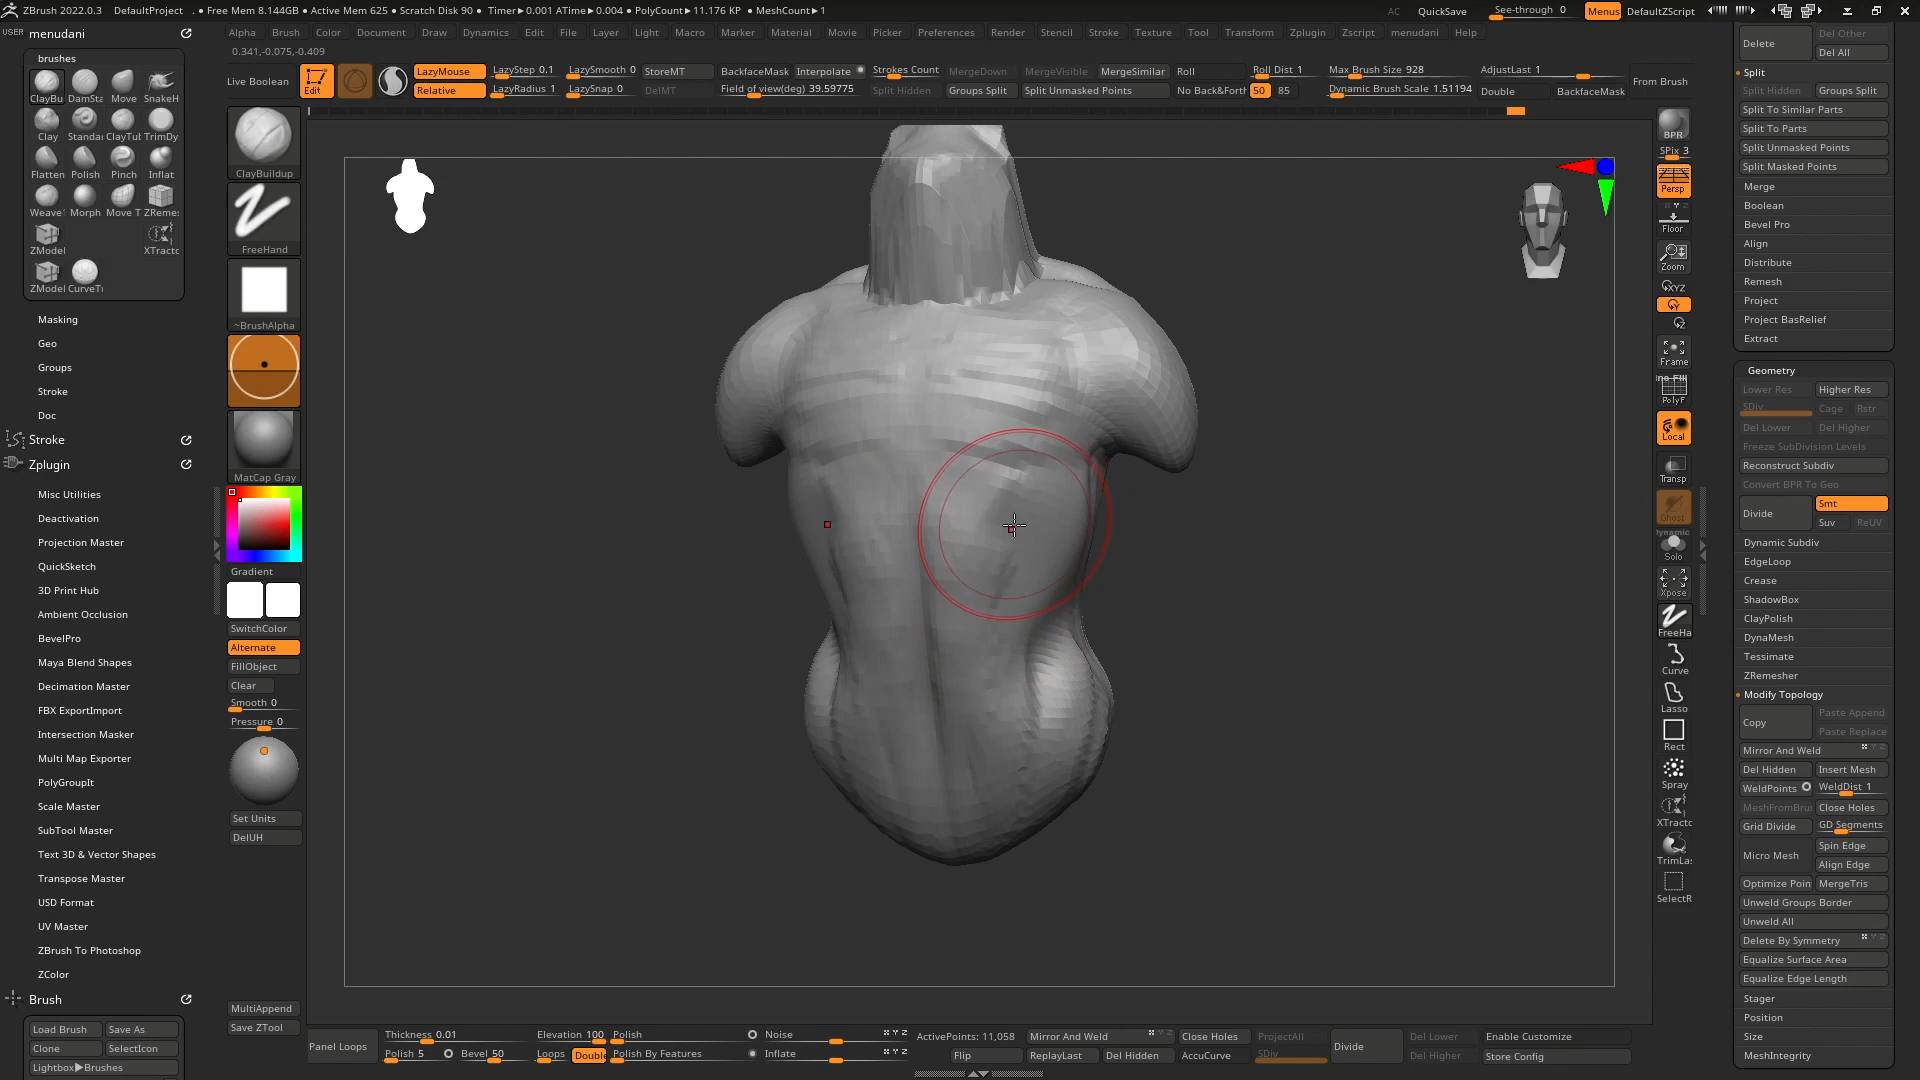 ZBrush 2022.0.3 DefaultProject . • Free Mem 8.144GB • Active Mem 625 • Scratch Disk 90 • Timer▶0.001 ATime▶0.004 • PolyCount▶11.176 KP • MeshCount▶1
AC QuickSave See-through 0 Menus DefaultZScript
USER menudani
Alpha Brush Color Document Draw Dynamics Edit File Layer Light Macro Marker Material Movie Picker Preferences Render Stencil Stroke Texture Tool Transform Zplugin Zscript menudani Help
0.341,-0.075,-0.409
Live Boolean
Edit
LazyMouse
Relative
LazyStep 0.1
LazyRadius 1
LazySmooth 0
LazySnap 0
StoreMT
DelMT
BackfaceMask Interpolate
Field of view(deg) 39.59775
Strokes Count
Split Hidden
MergeDown
Groups Split
MergeVisible MergeSimilar
Split Unmasked Points
Roll
No Back&Forth
Roll Dist 1
50 85
Max Brush Size 928
Dynamic Brush Scale 1.51194
AdjustLast 1
Double BackfaceMask
From Brush
brushes
ClayBu DamSta Move SnakeH
Clay Standa ClayTu TrimDy
Flatten Polish Pinch Inflat
Weave Morph Move T ZReme
ZModel XTracto
ZModel CurveT
Masking
Geo
Groups
Stroke
Doc
Stroke
Zplugin
Misc Utilities
Deactivation
Projection Master
QuickSketch
3D Print Hub
Ambient Occlusion
BevelPro
Maya Blend Shapes
Decimation Master
FBX ExportImport
Intersection Masker
Multi Map Exporter
PolyGroupIt
Scale Master
SubTool Master
Text 3D & Vector Shapes
Transpose Master
USD Format
UV Master
ZBrush To Photoshop
ZColor
Brush
Load Brush Save As
Clone SelectIcon
Lightbox▶Brushes
ClayBuildup
FreeHand
~BrushAlpha
MatCap Gray
Gradient
SwitchColor
Alternate
FillObject
Clear
Smooth 0
Pressure 0
Set Units
DelUH
MultiAppend
Save ZTool
BPR
SPix 3
Persp
Floor
Zoom
XYZ
Y
Z
Frame
PolyF
Local
Transp
Ghost
Dynamic
Solo
Xpose
FreeHa
Curve
Lasso
Rect
Spray
XTracto
TrimLas
SelectR
Delete Del Other
Del All
Split
Split Hidden Groups Split
Split To Similar Parts
Split To Parts
Split Unmasked Points
Split Masked Points
Merge
Boolean
Bevel Pro
Align
Distribute
Remesh
Project
Project BasRelief
Extract
Geometry
Lower Res Higher Res
SDiv Cage Rstr
Del Lower Del Higher
Freeze SubDivision Levels
Reconstruct Subdiv
Convert BPR To Geo
Divide Smt
Suv ReUV
Dynamic Subdiv
EdgeLoop
Crease
ShadowBox
ClayPolish
DynaMesh
Tessimate
ZRemesher
Modify Topology
Copy Paste Append
Paste Replace
Mirror And Weld
Del Hidden Insert Mesh
WeldPoints WeldDist 1
MeshFromBru Close Holes
Grid Divide GD Segments
Micro Mesh Spin Edge
Align Edge
Optimize Poin MergeTris
Unweld Groups Border
Unweld All
Delete By Symmetry
Equalize Surface Area
Equalize Edge Length
Stager
Position
Size
MeshIntegrity
Panel Loops
Thickness 0.01
Polish 5 Bevel 50
Elevation 100 Polish
Loops Double Polish By Features
Noise
Inflate
ActivePoints: 11,058
Flip
Mirror And Weld
ReplayLast Del Hidden
Close Holes
AccuCurve
ProjectAll
SDiv
Divide
Del Lower
Del Higher
Enable Customize
Store Config